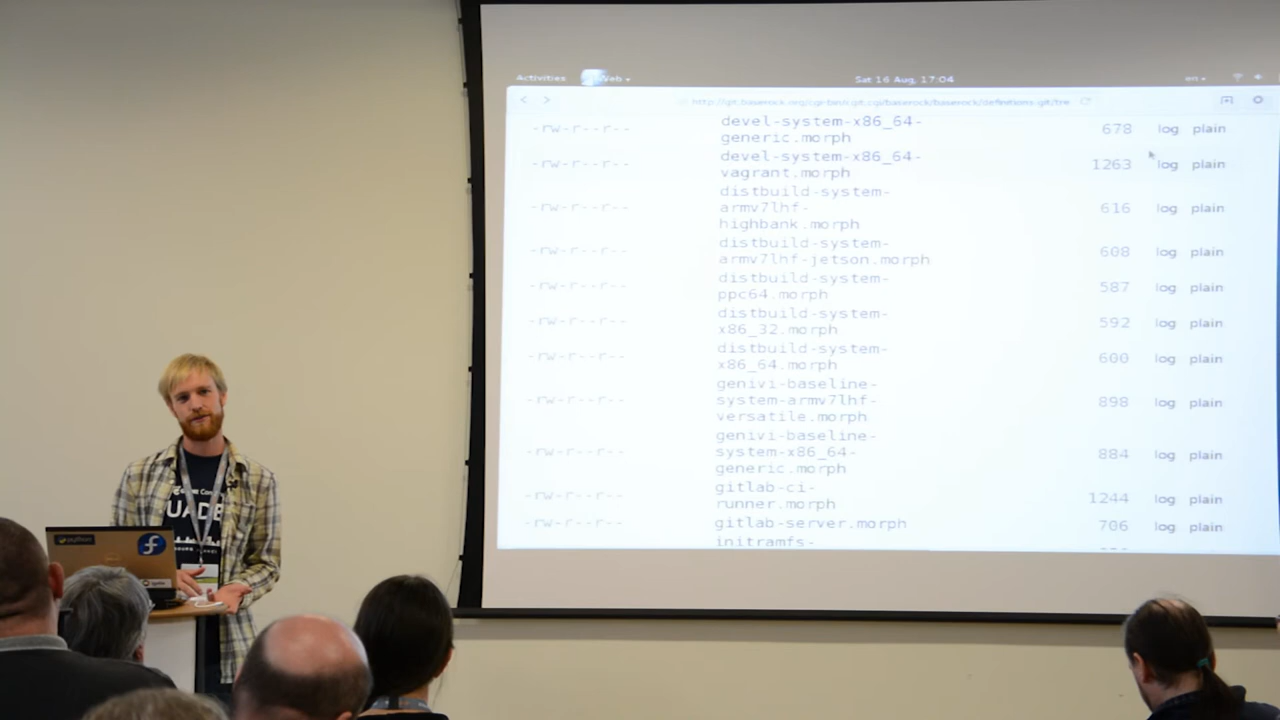 Activities Web Sat 16 Aug, 17:04 en
-rw-r--r-- devel-system-x86_64- 678 log plain
generic.morph
-rw-r--r-- devel-system-x86_64- 1263 log plain
vagrant.morph
-rw-r--r-- distbuild-system- 616 log plain
armv7lhf-
highbank.morph
-rw-r--r-- distbuild-system- 608 log plain
armv7lhf-jetson.morph
-rw-r--r-- distbuild-system- 587 log plain
ppc64.morph
-rw-r--r-- distbuild-system- 592 log plain
x86_32.morph
-rw-r--r-- distbuild-system- 600 log plain
x86_64.morph
-rw-r--r-- genivi-baseline- 898 log plain
system-armv7lhf-
versatile.morph
-rw-r--r-- genivi-baseline- 884 log plain
system-x86_64-
generic.morph
-rw-r--r-- gitlab-ci- 1244 log plain
runner.morph
-rw-r--r-- gitlab-server.morph 706 log plain
initramfs-
UADE
python